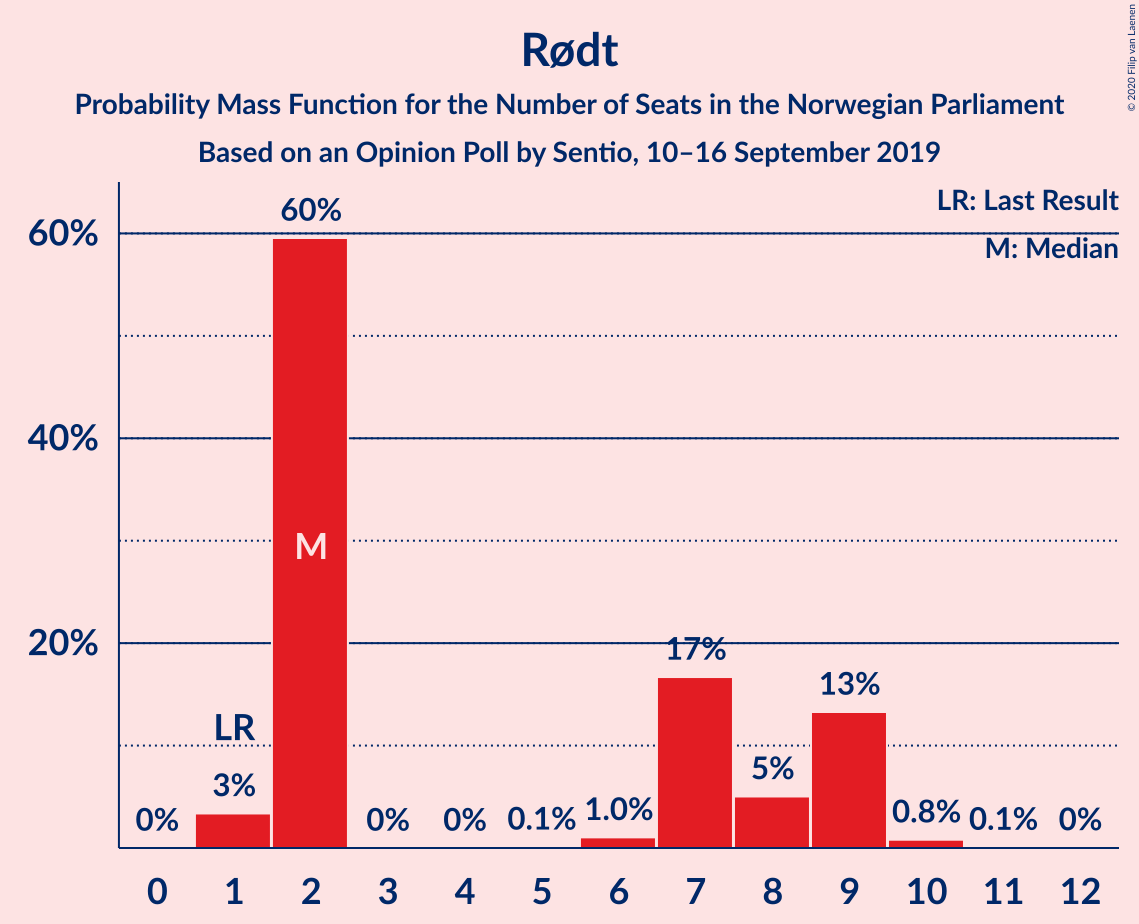 Rødt
Probability Mass Function for the Number of Seats in the Norwegian Parliament
Based on an Opinion Poll by Sentio, 10–16 September 2019
© 2020 Filip van Laenen
LR: Last Result
M: Median
60%
40%
20%
0%
3%
LR
60%
M
0%
0%
0.1%
1.0%
17%
5%
13%
0.8%
0.1%
0%
0 1 2 3 4 5 6 7 8 9 10 11 12